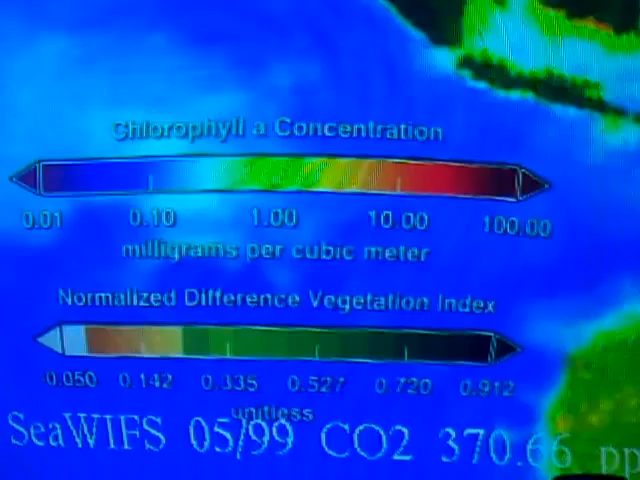 Chlorophyll a Concentration
0.01 0.10 1.00 10.00 100.00
milligrams per cubic meter
Normalized Difference Vegetation Index
0.050 0.142 0.335 0.527 0.720 0.912
unitless
SeaWIFS 05/99 CO2 370.66 pp